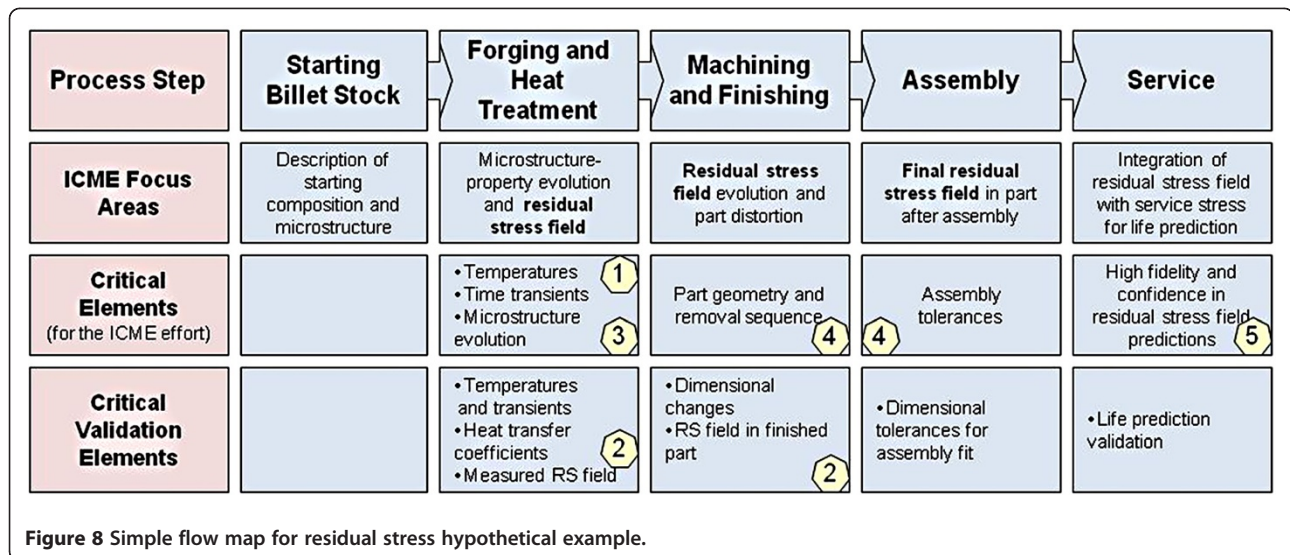 Process Step
Starting
Billet Stock
Forging and
Heat
Treatment
Machining
and Finishing
Assembly
Service
ICME Focus
Areas
Description of
starting
composition and
microstructure
Microstructure-
property evolution
and residual
stress field
Residual stress
field evolution and
part distortion
Final residual
stress field in part
after assembly
Integration of
residual stress field
with service stress
for life prediction
Critical
Elements
(for the ICME effort)
•Temperatures
•Time transients
•Microstructure
evolution
1
3
Part geometry and
removal sequence
4
Assembly
tolerances
4
High fidelity and
confidence in
residual stress field
predictions
5
Critical
Validation
Elements
•Temperatures
and transients
•Heat transfer
coefficients
•Measured RS field
2
•Dimensional
changes
•RS field in finished
part
2
•Dimensional
tolerances for
assembly fit
•Life prediction
validation
Figure 8 Simple flow map for residual stress hypothetical example.